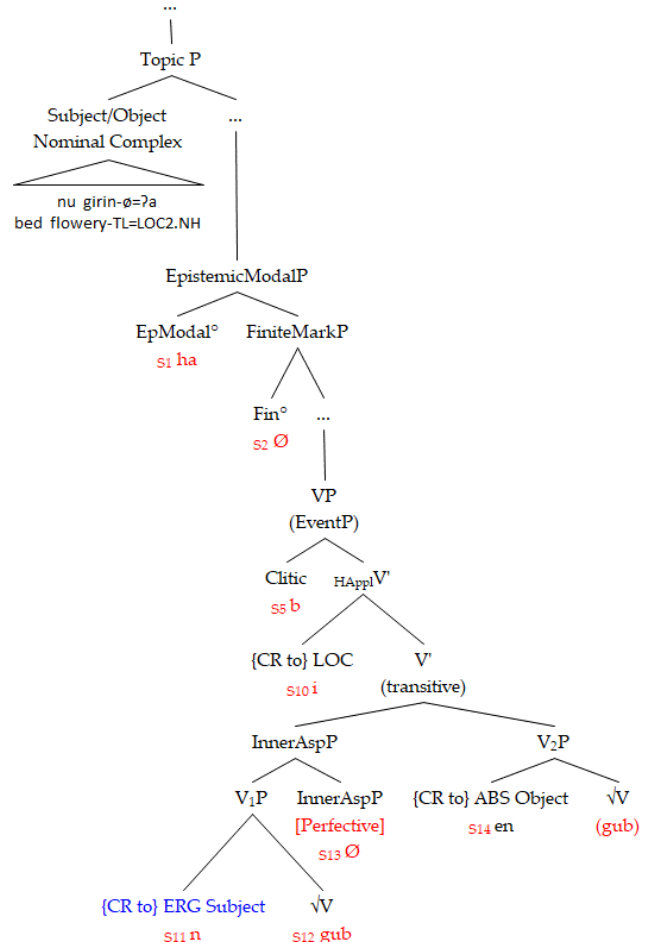 ...
Topic P
Subject/Object ...
Nominal Complex
nu girin-ø=ʔa
bed flowery-TL=LOC2.NH
EpistemicModalP
EpModal° FiniteMarkP
S1 ha
Fin° ...
S2 Ø
VP
(EventP)
Clitic HApplV'
S5 b
{CR to} LOC V'
S10 i (transitive)
InnerAspP V₂P
V₁P InnerAspP {CR to} ABS Object √V
[Perfective] S14 en (gub)
S13 Ø
{CR to} ERG Subject √V
S11 n S12 gub